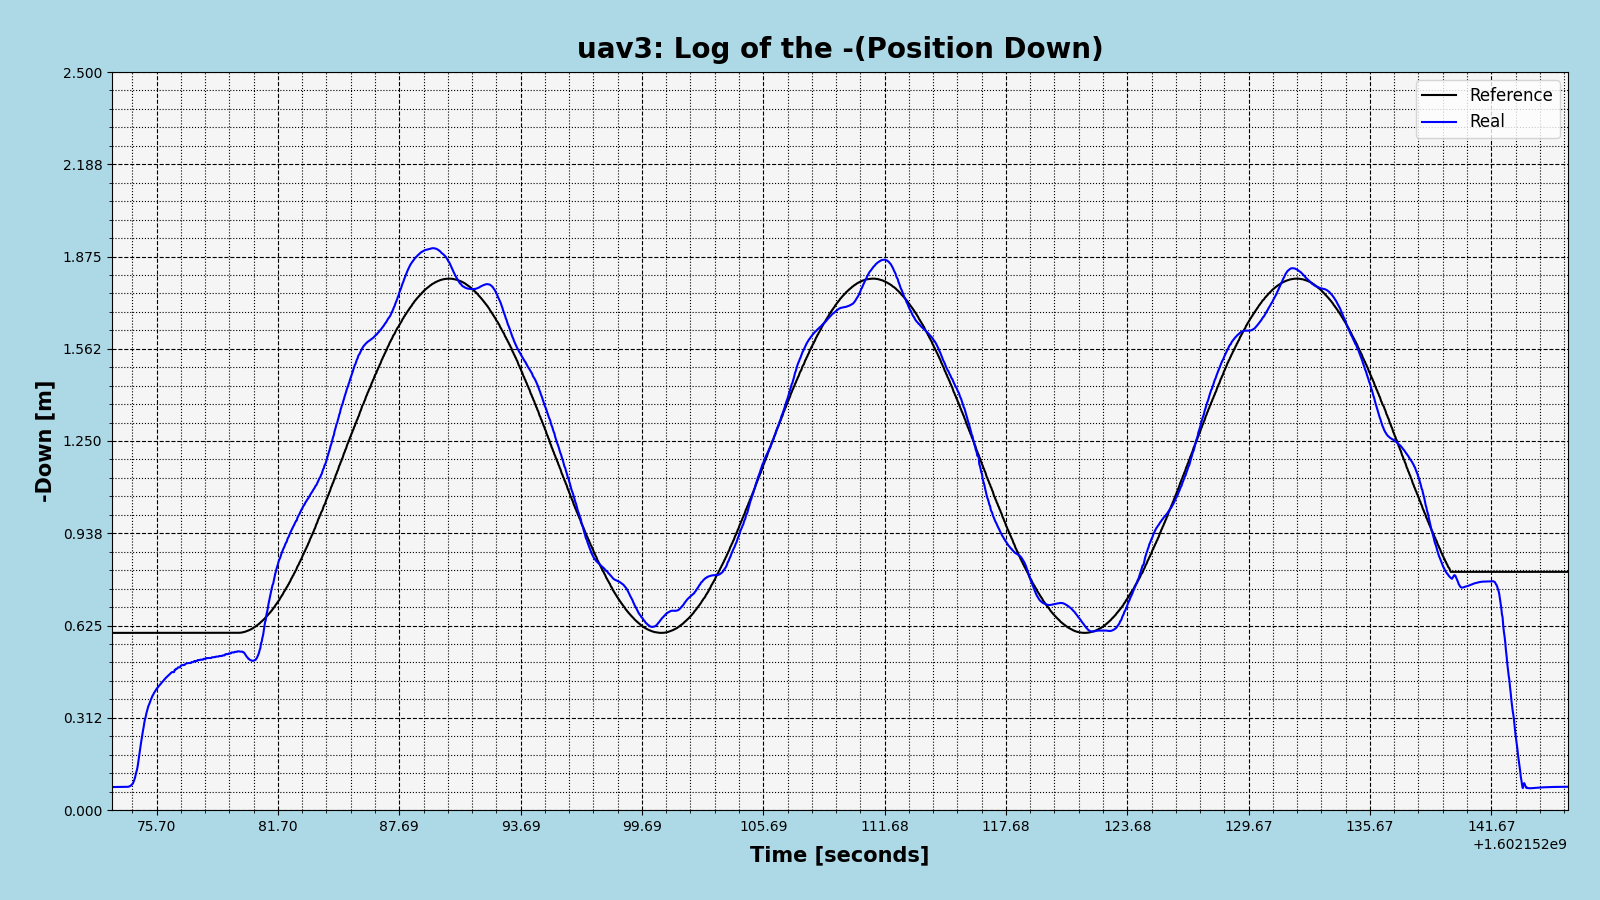 uav3: Log of the -(Position Down)
2.500
2.188
1.875
1.562
1.250
0.938
0.625
0.312
0.000
-Down [m]
Reference
Real
75.70 81.70 87.69 93.69 99.69 105.69 111.68 117.68 123.68 129.67 135.67 141.67
+1.602152e9
Time [seconds]